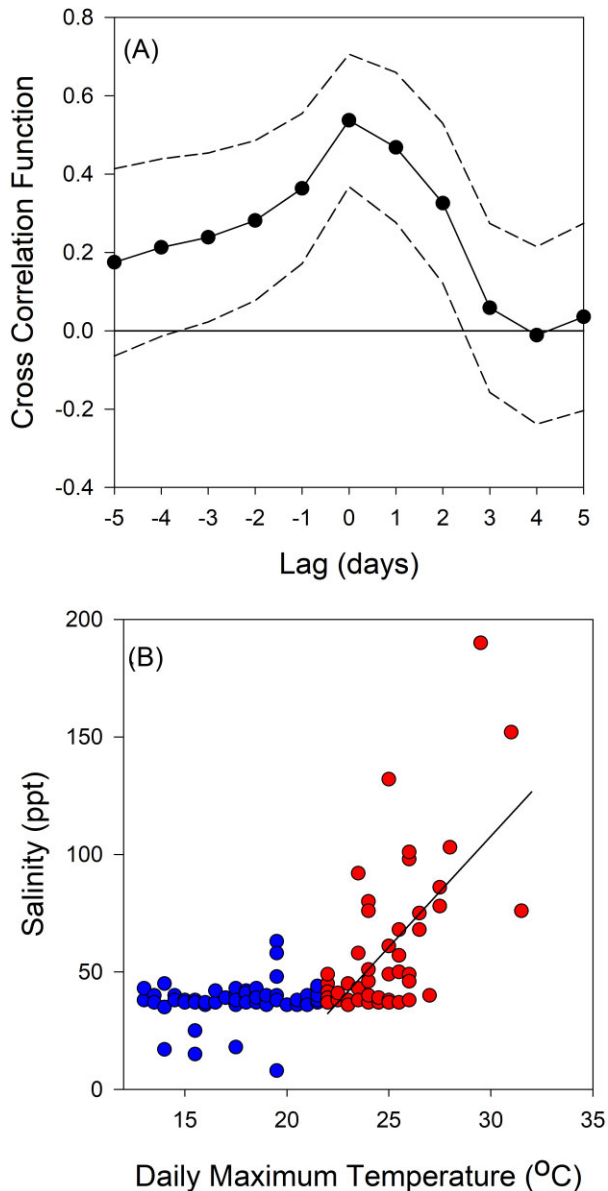 (A)
Cross Correlation Function
0.8
0.6
0.4
0.2
0.0
-0.2
-0.4
-5 -4 -3 -2 -1 0 1 2 3 4 5
Lag (days)
(B)
Salinity (ppt)
200
150
100
50
0
15 20 25 30 35
Daily Maximum Temperature (ºC)